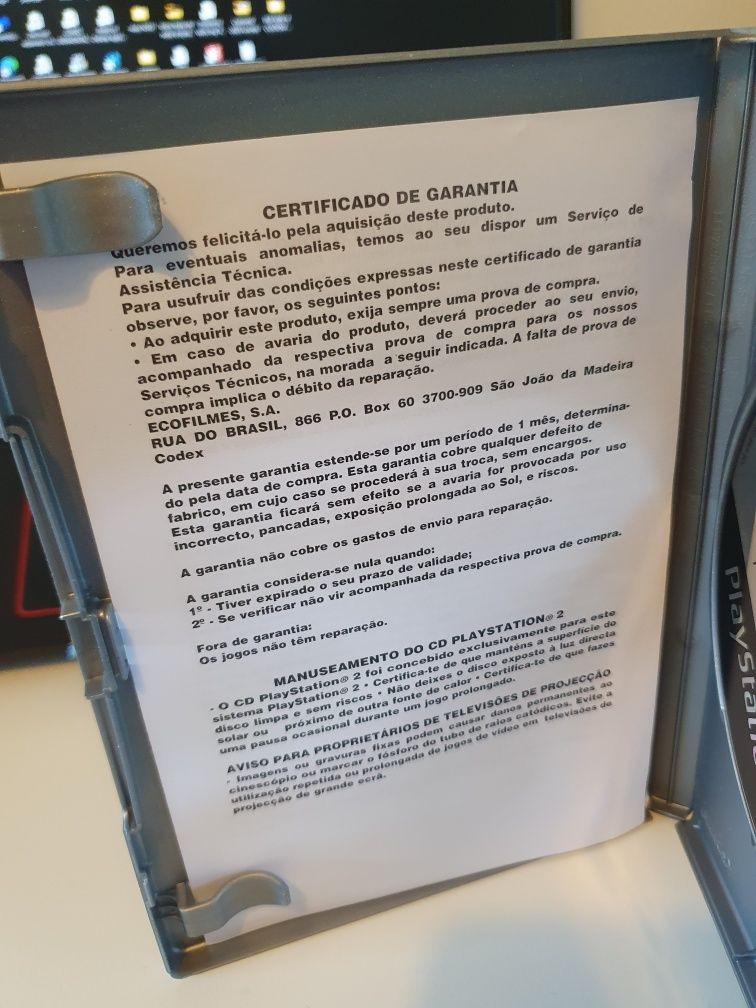 CERTIFICADO DE GARANTIA
Queremos felicitá-lo pela aquisição deste produto.
Para eventuais anomalias, temos ao seu dispor um Serviço de
Assistência Técnica.
Para usufruir das condições expressas neste certificado de garantia
observe, por favor, os seguintes pontos:
• Ao adquirir este produto, exija sempre uma prova de compra.
• Em caso de avaria do produto, deverá proceder ao seu envio,
acompanhado da respectiva prova de compra para os nossos
Serviços Técnicos, na morada a seguir indicada. A falta de prova de
compra implica o débito da reparação.
ECOFILMES, S.A.
RUA DO BRASIL, 866 P.O. Box 60 3700-909 São João da Madeira
Codex
A presente garantia estende-se por um período de 1 mês, determina-
do pela data de compra. Esta garantia cobre qualquer defeito de
fabrico, em cujo caso se procederá à sua troca, sem encargos.
Esta garantia ficará sem efeito se a avaria for provocada por uso
incorrecto, pancadas, exposição prolongada ao Sol, e riscos.
A garantia não cobre os gastos de envio para reparação.
A garantia considera-se nula quando:
1º - Tiver expirado o seu prazo de validade;
2º - Se verificar não vir acompanhada da respectiva prova de compra.
Fora de garantia:
Os jogos não têm reparação.
MANUSEAMENTO DO CD PLAYSTATION® 2
- O CD PlayStation® 2 foi concebido exclusivamente para este
sistema PlayStation® 2 • Certifica-te de que manténs a superfície do
disco limpa e sem riscos • Não deixes o disco exposto à luz directa
solar ou próximo de outra fonte de calor • Certifica-te de que fazes
uma pausa ocasional durante um jogo prolongado.
AVISO PARA PROPRIETÁRIOS DE TELEVISÕES DE PROJECÇÃO
- Imagens ou gravuras fixas podem causar danos permanentes ao
cinescópio ou marcar o fósforo do tubo de raios catódicos. Evite a
utilização repetida ou prolongada de jogos de vídeo em televisões de
projecção de grande ecrã.
PlayStation